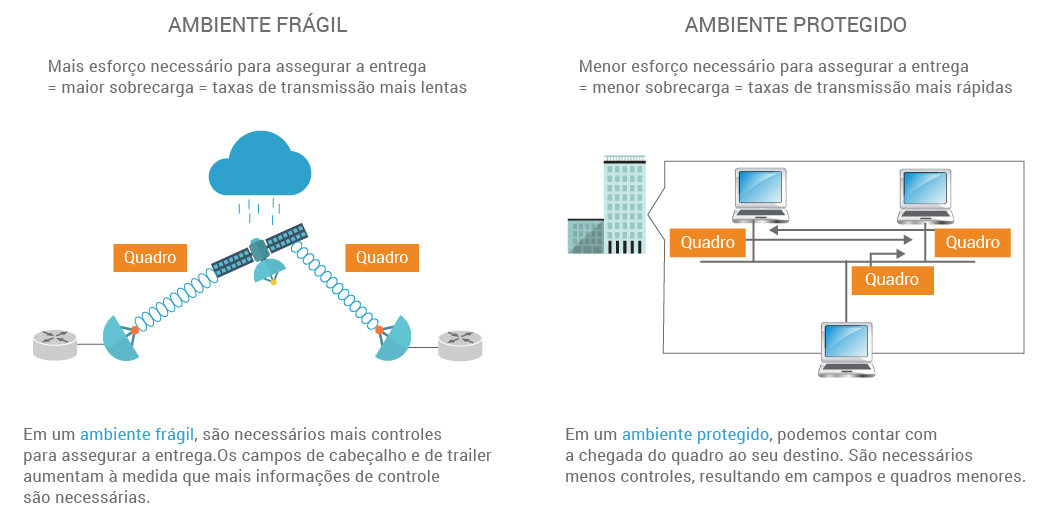 AMBIENTE FRÁGIL
Mais esforço necessário para assegurar a entrega
= maior sobrecarga = taxas de transmissão mais lentas
Quadro
Quadro
Em um ambiente frágil, são necessários mais controles
para assegurar a entrega.Os campos de cabeçalho e de trailer
aumentam à medida que mais informações de controle
são necessárias.
AMBIENTE PROTEGIDO
Menor esforço necessário para assegurar a entrega
= menor sobrecarga = taxas de transmissão mais rápidas
Quadro
Quadro
Quadro
Em um ambiente protegido, podemos contar com
a chegada do quadro ao seu destino. São necessários
menos controles, resultando em campos e quadros menores.